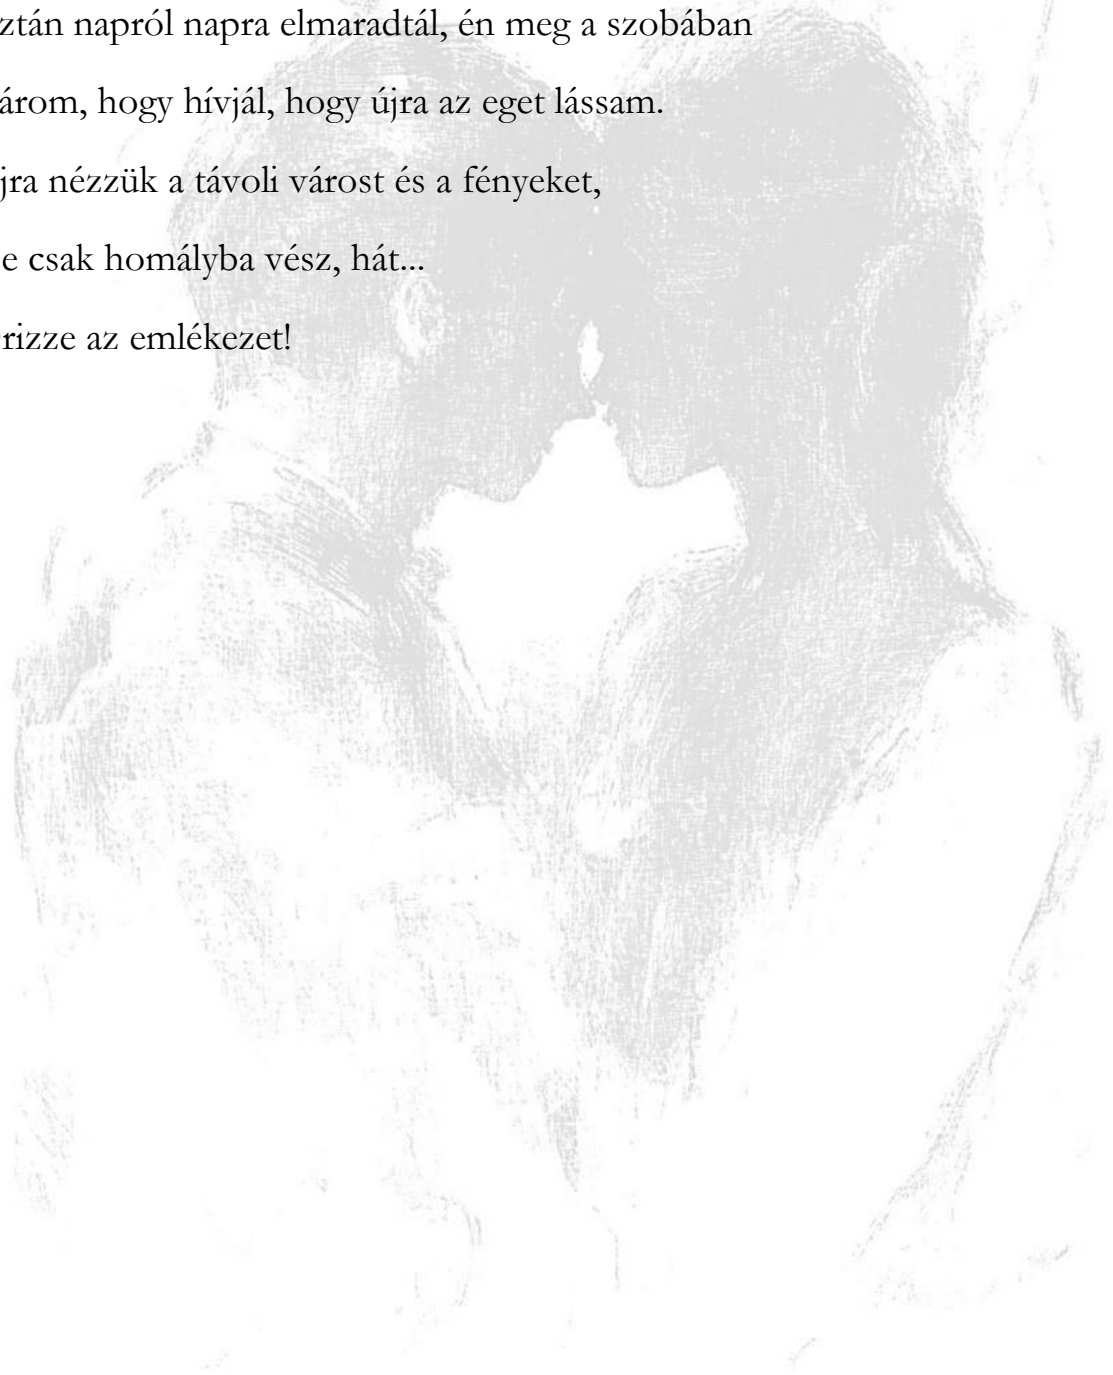 ztán napról napra elmaradtál, én meg a szobában
árom, hogy hívjál, hogy újra az eget lássam.
jra nézzük a távoli várost és a fényeket,
e csak homályba vész, hát...
rizze az emlékezet!